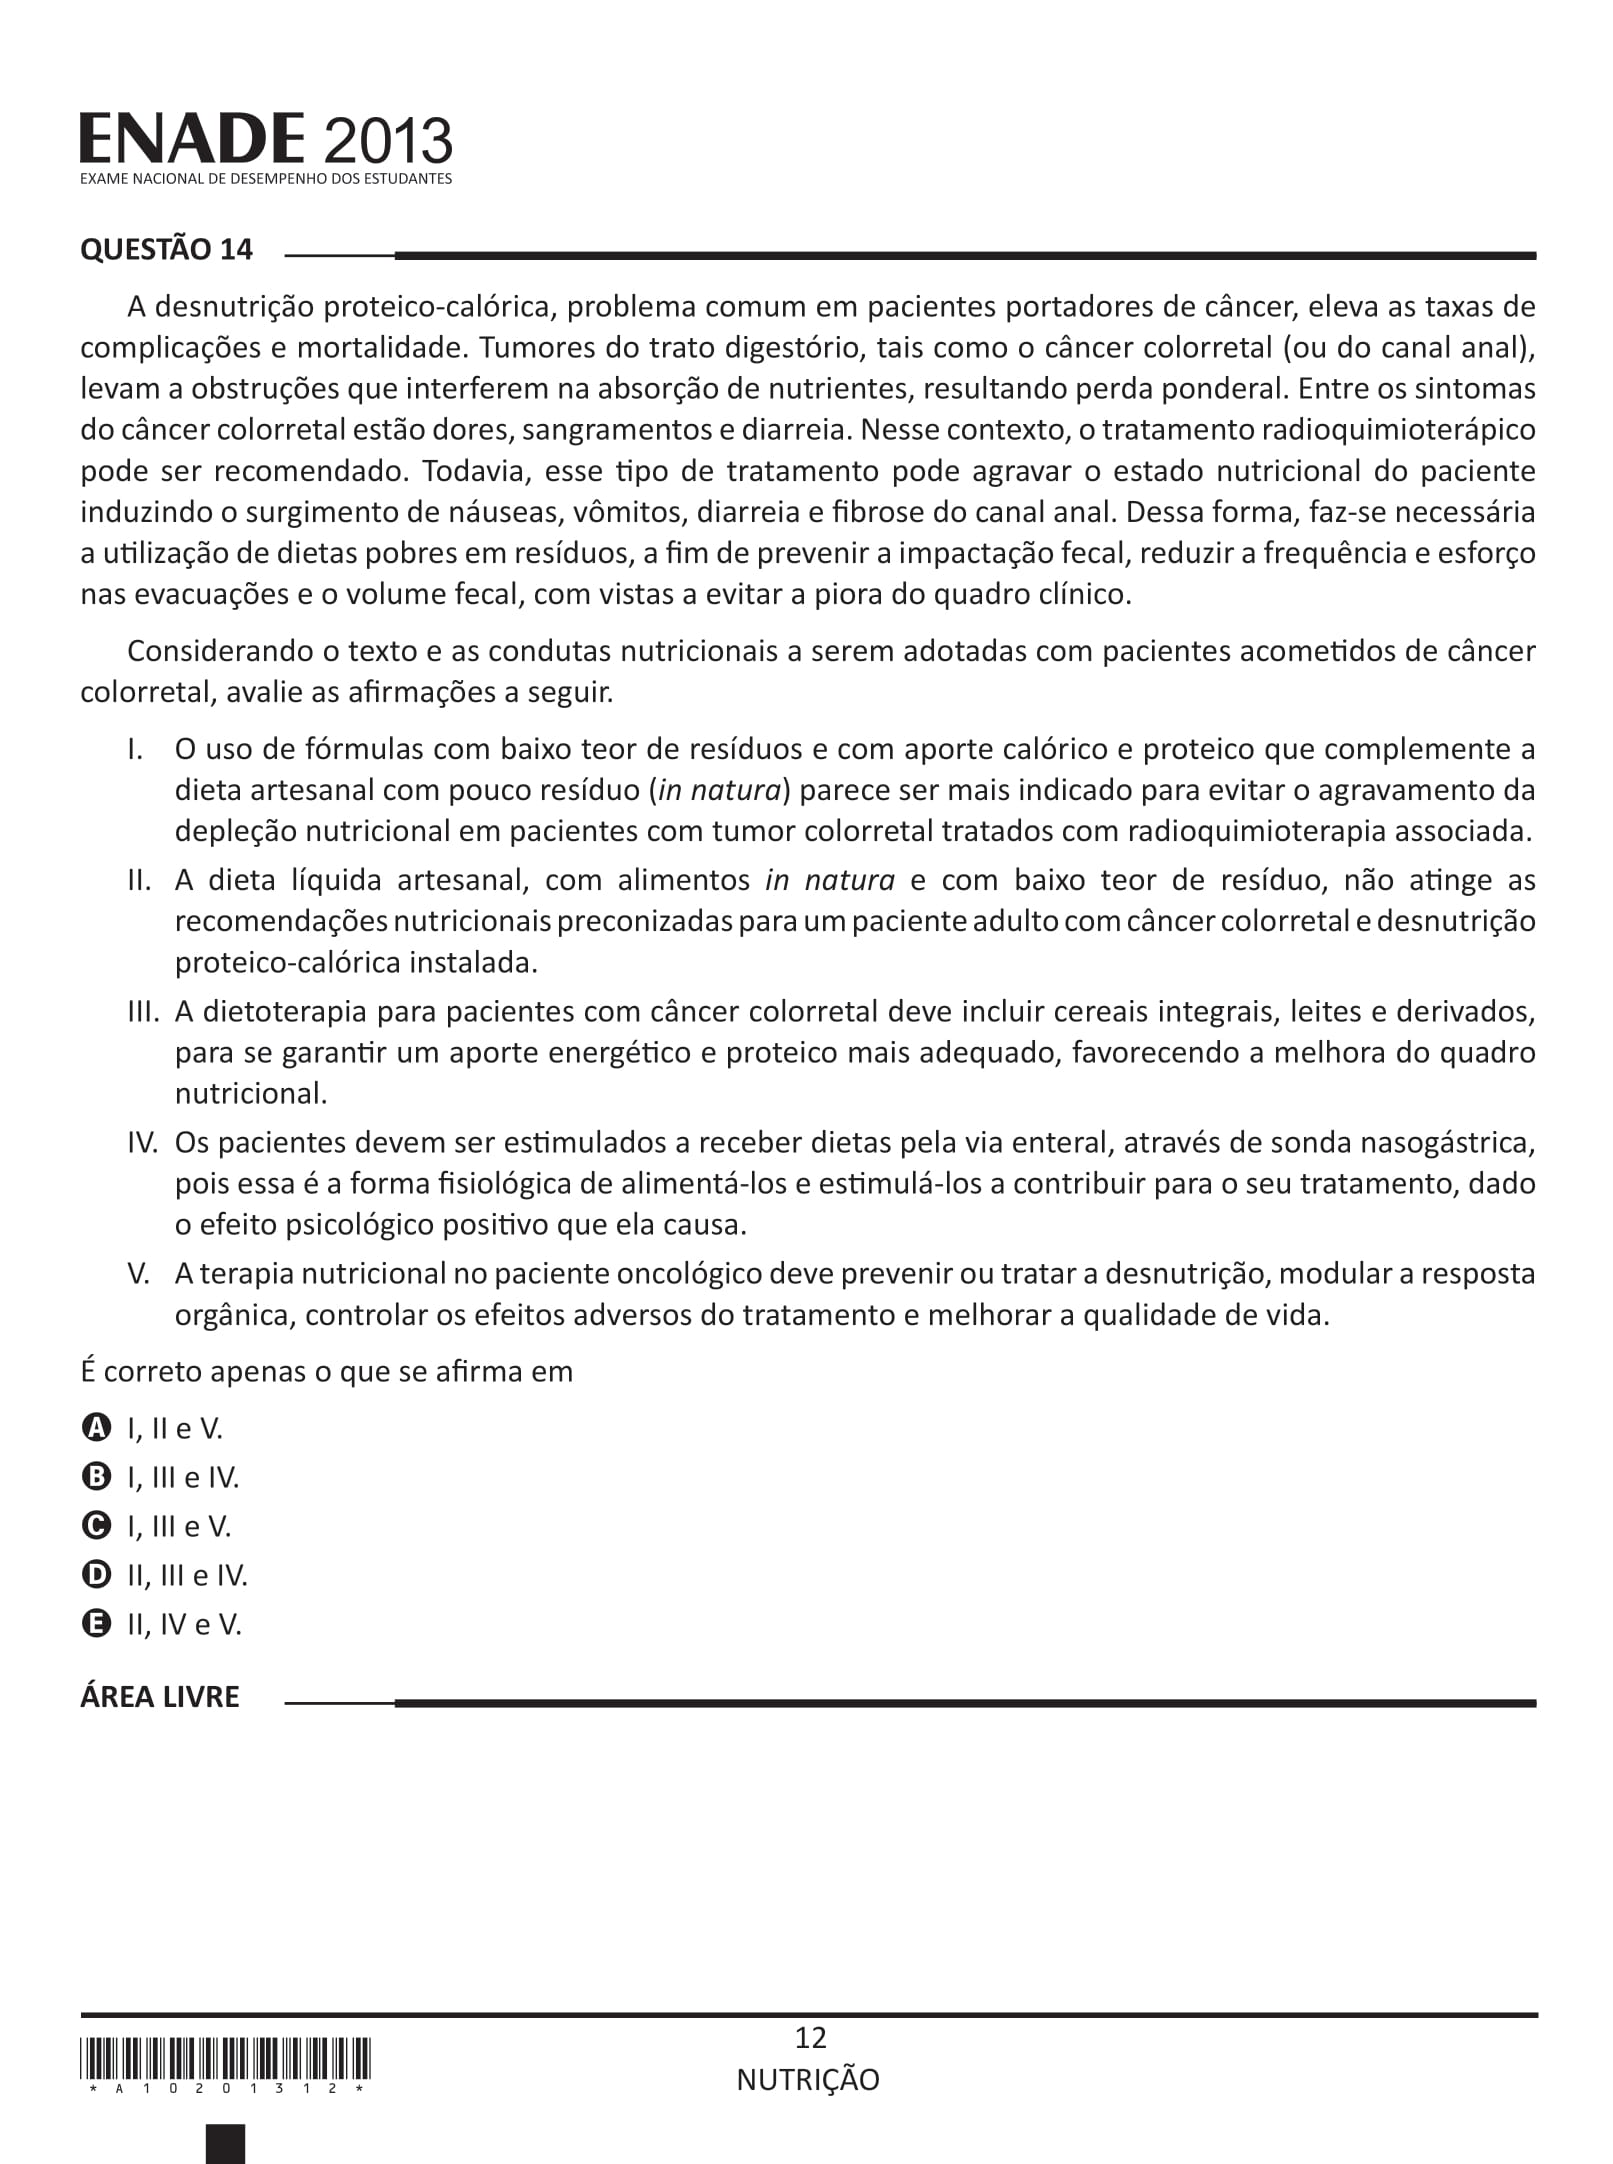 ENADE 2013
EXAME NACIONAL DE DESEMPENHO DOS ESTUDANTES
QUESTÃO 14
A desnutrição proteico-calórica, problema comum em pacientes portadores de câncer, eleva as taxas de
complicações e mortalidade. Tumores do trato digestório, tais como o câncer colorretal (ou do canal anal),
levam a obstruções que interferem na absorção de nutrientes, resultando perda ponderal. Entre os sintomas
do câncer colorretal estão dores, sangramentos e diarreia. Nesse contexto, o tratamento radioquimioterápico
pode ser recomendado. Todavia, esse tipo de tratamento pode agravar o estado nutricional do paciente
induzindo o surgimento de náuseas, vômitos, diarreia e fibrose do canal anal. Dessa forma, faz-se necessária
a utilização de dietas pobres em resíduos, a fim de prevenir a impactação fecal, reduzir a frequência e esforço
nas evacuações e o volume fecal, com vistas a evitar a piora do quadro clínico.
Considerando o texto e as condutas nutricionais a serem adotadas com pacientes acometidos de câncer
colorretal, avalie as afirmações a seguir.
I. O uso de fórmulas com baixo teor de resíduos e com aporte calórico e proteico que complemente a
dieta artesanal com pouco resíduo (in natura) parece ser mais indicado para evitar o agravamento da
depleção nutricional em pacientes com tumor colorretal tratados com radioquimioterapia associada.
II. A dieta líquida artesanal, com alimentos in natura e com baixo teor de resíduo, não atinge as
recomendações nutricionais preconizadas para um paciente adulto com câncer colorretal e desnutrição
proteico-calórica instalada.
III. A dietoterapia para pacientes com câncer colorretal deve incluir cereais integrais, leites e derivados,
para se garantir um aporte energético e proteico mais adequado, favorecendo a melhora do quadro
nutricional.
IV. Os pacientes devem ser estimulados a receber dietas pela via enteral, através de sonda nasogástrica,
pois essa é a forma fisiológica de alimentá-los e estimulá-los a contribuir para o seu tratamento, dado
o efeito psicológico positivo que ela causa.
V. A terapia nutricional no paciente oncológico deve prevenir ou tratar a desnutrição, modular a resposta
orgânica, controlar os efeitos adversos do tratamento e melhorar a qualidade de vida.
É correto apenas o que se afirma em
A I, II e V.
B I, III e IV.
C I, III e V.
D II, III e IV.
E II, IV e V.
ÁREA LIVRE
12
NUTRIÇÃO
* A 1 0 2 0 1 3 1 2 *